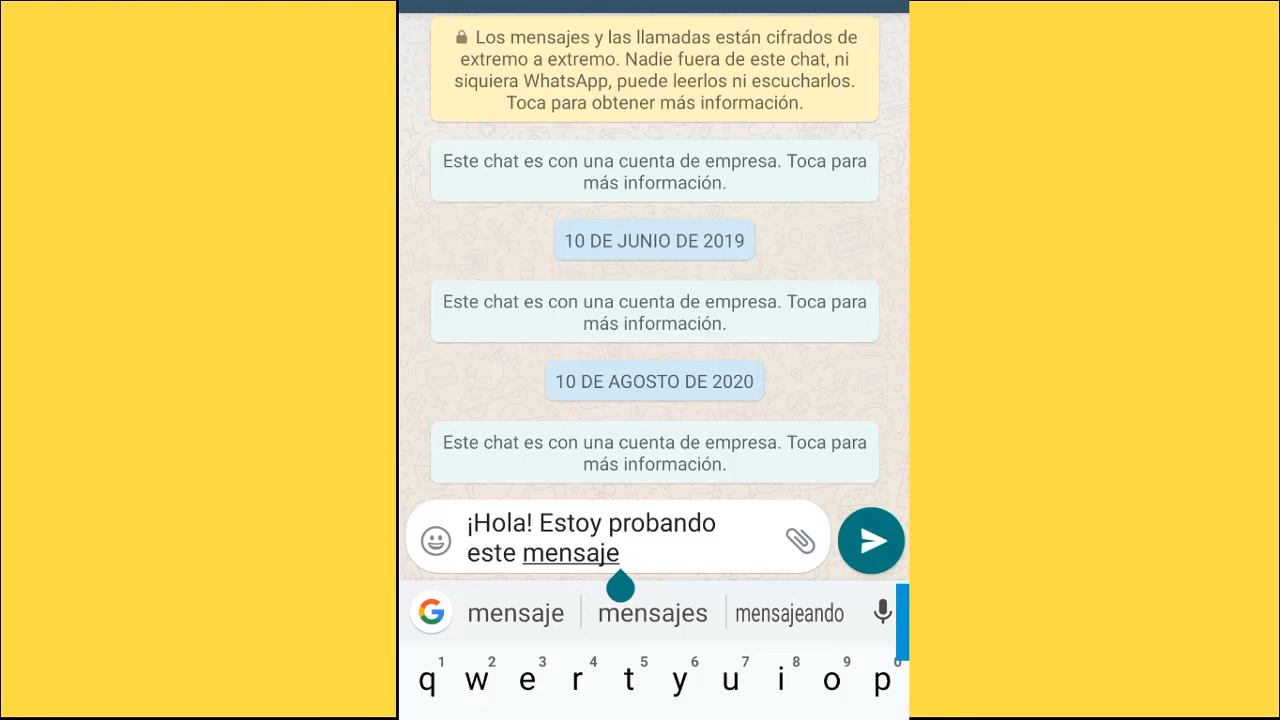 Los mensajes y las llamadas están cifrados de
extremo a extremo. Nadie fuera de este chat, ni
siquiera WhatsApp, puede leerlos ni escucharlos.
Toca para obtener más información.
Este chat es con una cuenta de empresa. Toca para
más información.
10 DE JUNIO DE 2019
Este chat es con una cuenta de empresa. Toca para
más información.
10 DE AGOSTO DE 2020
Este chat es con una cuenta de empresa. Toca para
más información.
¡Hola! Estoy probando
este mensaje
G mensaje mensajes mensajeando
1 2 3 4 5 6 7 8 9 0
q w e r t y u i o p